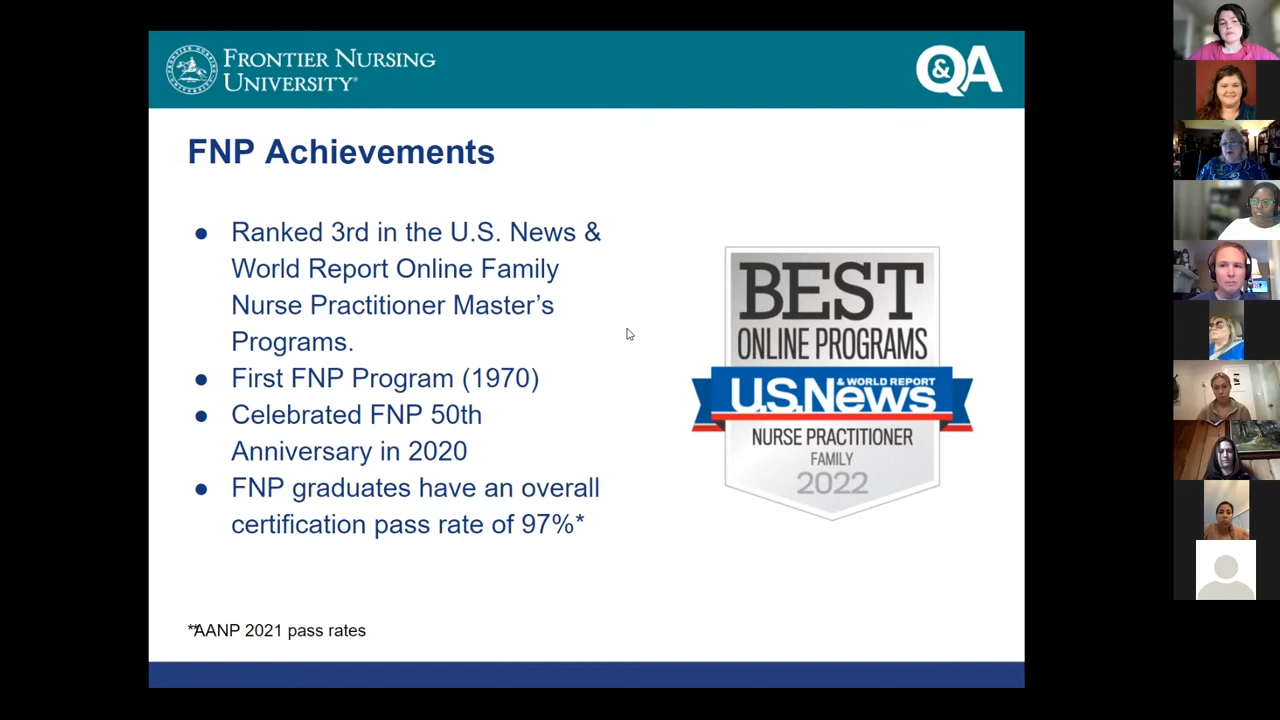 FRONTIER NURSING
UNIVERSITY®
Q&A
FNP Achievements
● Ranked 3rd in the U.S. News &
World Report Online Family
Nurse Practitioner Master’s
Programs.
● First FNP Program (1970)
● Celebrated FNP 50th
Anniversary in 2020
● FNP graduates have an overall
certification pass rate of 97%*
BEST
ONLINE PROGRAMS
U.S.News & WORLD REPORT
NURSE PRACTITIONER
FAMILY
2022
**AANP 2021 pass rates